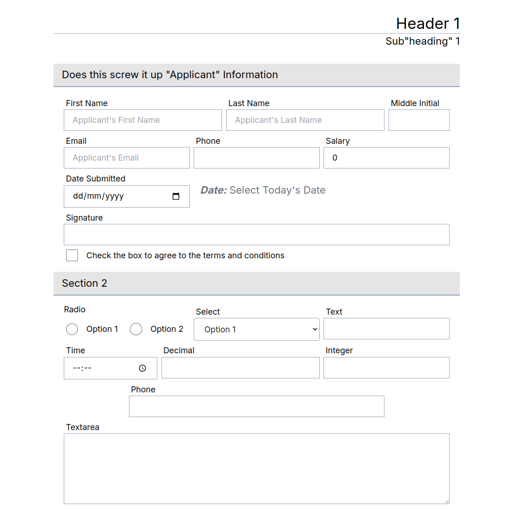 Header 1
Sub"heading" 1
Does this screw it up "Applicant" Information
First Name Last Name Middle Initial
Applicant's First Name Applicant's Last Name
Email Phone Salary
Applicant's Email 0
Date Submitted
dd/mm/yyyy Date: Select Today's Date
Signature
Check the box to agree to the terms and conditions
Section 2
Radio Select Text
Option 1 Option 2 Option 1
Time Decimal Integer
--:--
Phone
Textarea